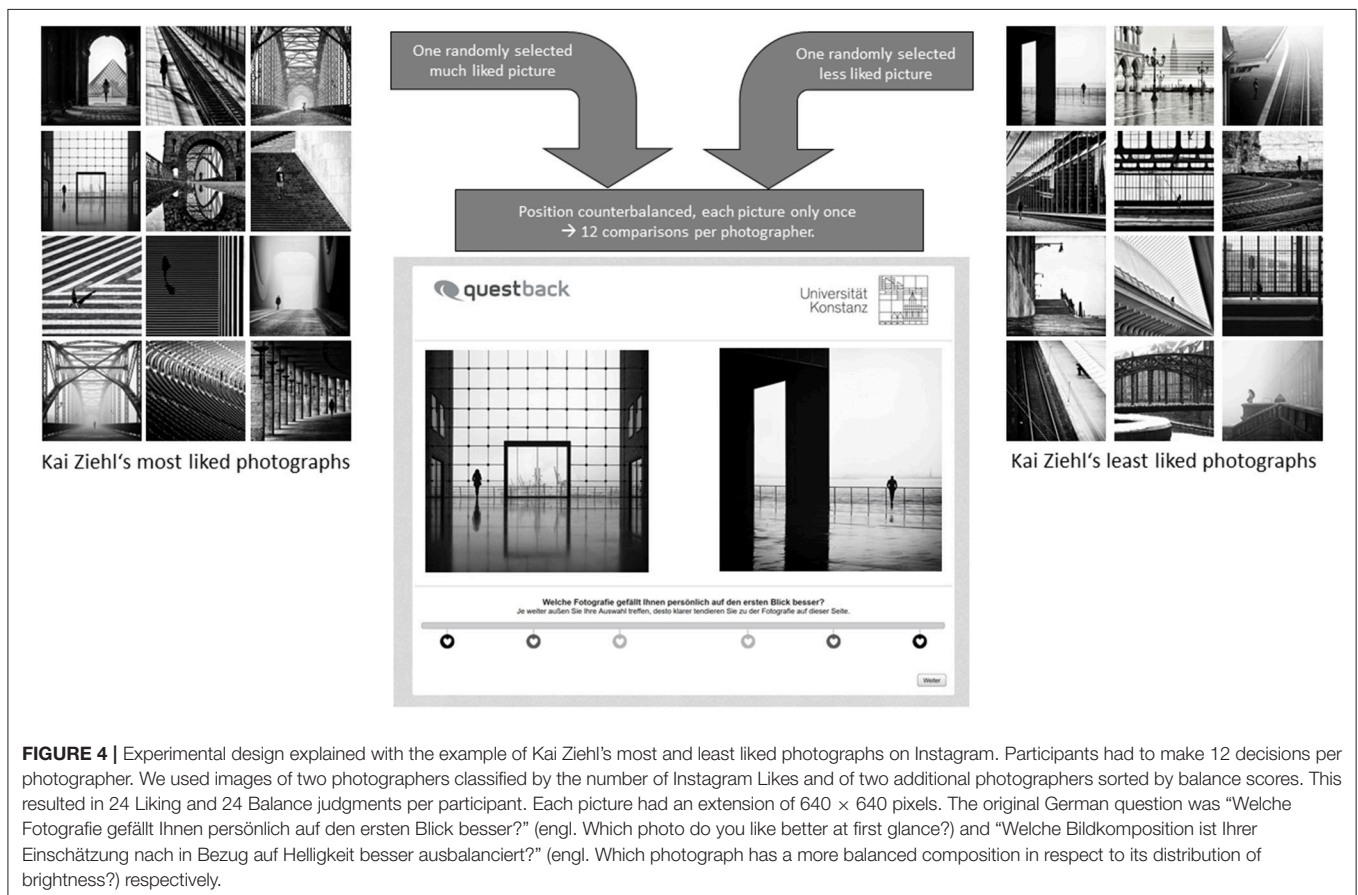 One randomly selected
much liked picture
One randomly selected
less liked picture
Position counterbalanced, each picture only once
→ 12 comparisons per photographer.
questback
Universität
Konstanz
Welche Fotografie gefällt Ihnen persönlich auf den ersten Blick besser?
Je weiter außen Sie Ihre Auswahl treffen, desto klarer tendieren Sie zu der Fotografie auf dieser Seite.
Weiter
Kai Ziehl‘s most liked photographs
Kai Ziehl‘s least liked photographs
FIGURE 4 | Experimental design explained with the example of Kai Ziehl’s most and least liked photographs on Instagram. Participants had to make 12 decisions per
photographer. We used images of two photographers classified by the number of Instagram Likes and of two additional photographers sorted by balance scores. This
resulted in 24 Liking and 24 Balance judgments per participant. Each picture had an extension of 640 × 640 pixels. The original German question was “Welche
Fotografie gefällt Ihnen persönlich auf den ersten Blick besser?” (engl. Which photo do you like better at first glance?) and “Welche Bildkomposition ist Ihrer
Einschätzung nach in Bezug auf Helligkeit besser ausbalanciert?” (engl. Which photograph has a more balanced composition in respect to its distribution of
brightness?) respectively.